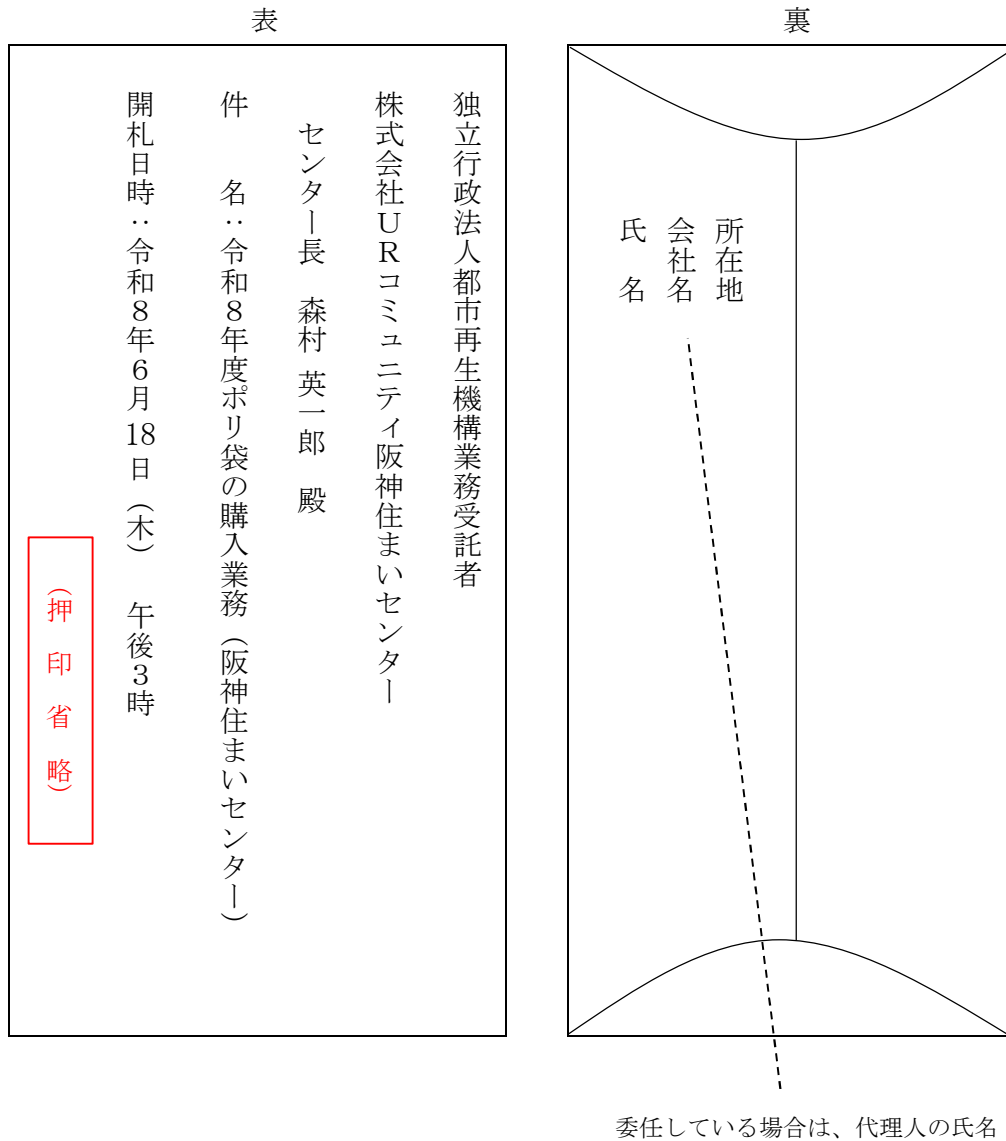 表
独立行政法人都市再生機構業務受託者
株式会社ＵＲコミュニティ阪神住まいセンター
センター長　森村 英一郎　殿
件　　名：令和８年度ポリ袋の購入業務（阪神住まいセンター）
開札日時：令和８年６月18日（木）　午後３時
（押印省略）
裏
所在地
会社名
氏　名
委任している場合は、代理人の氏名